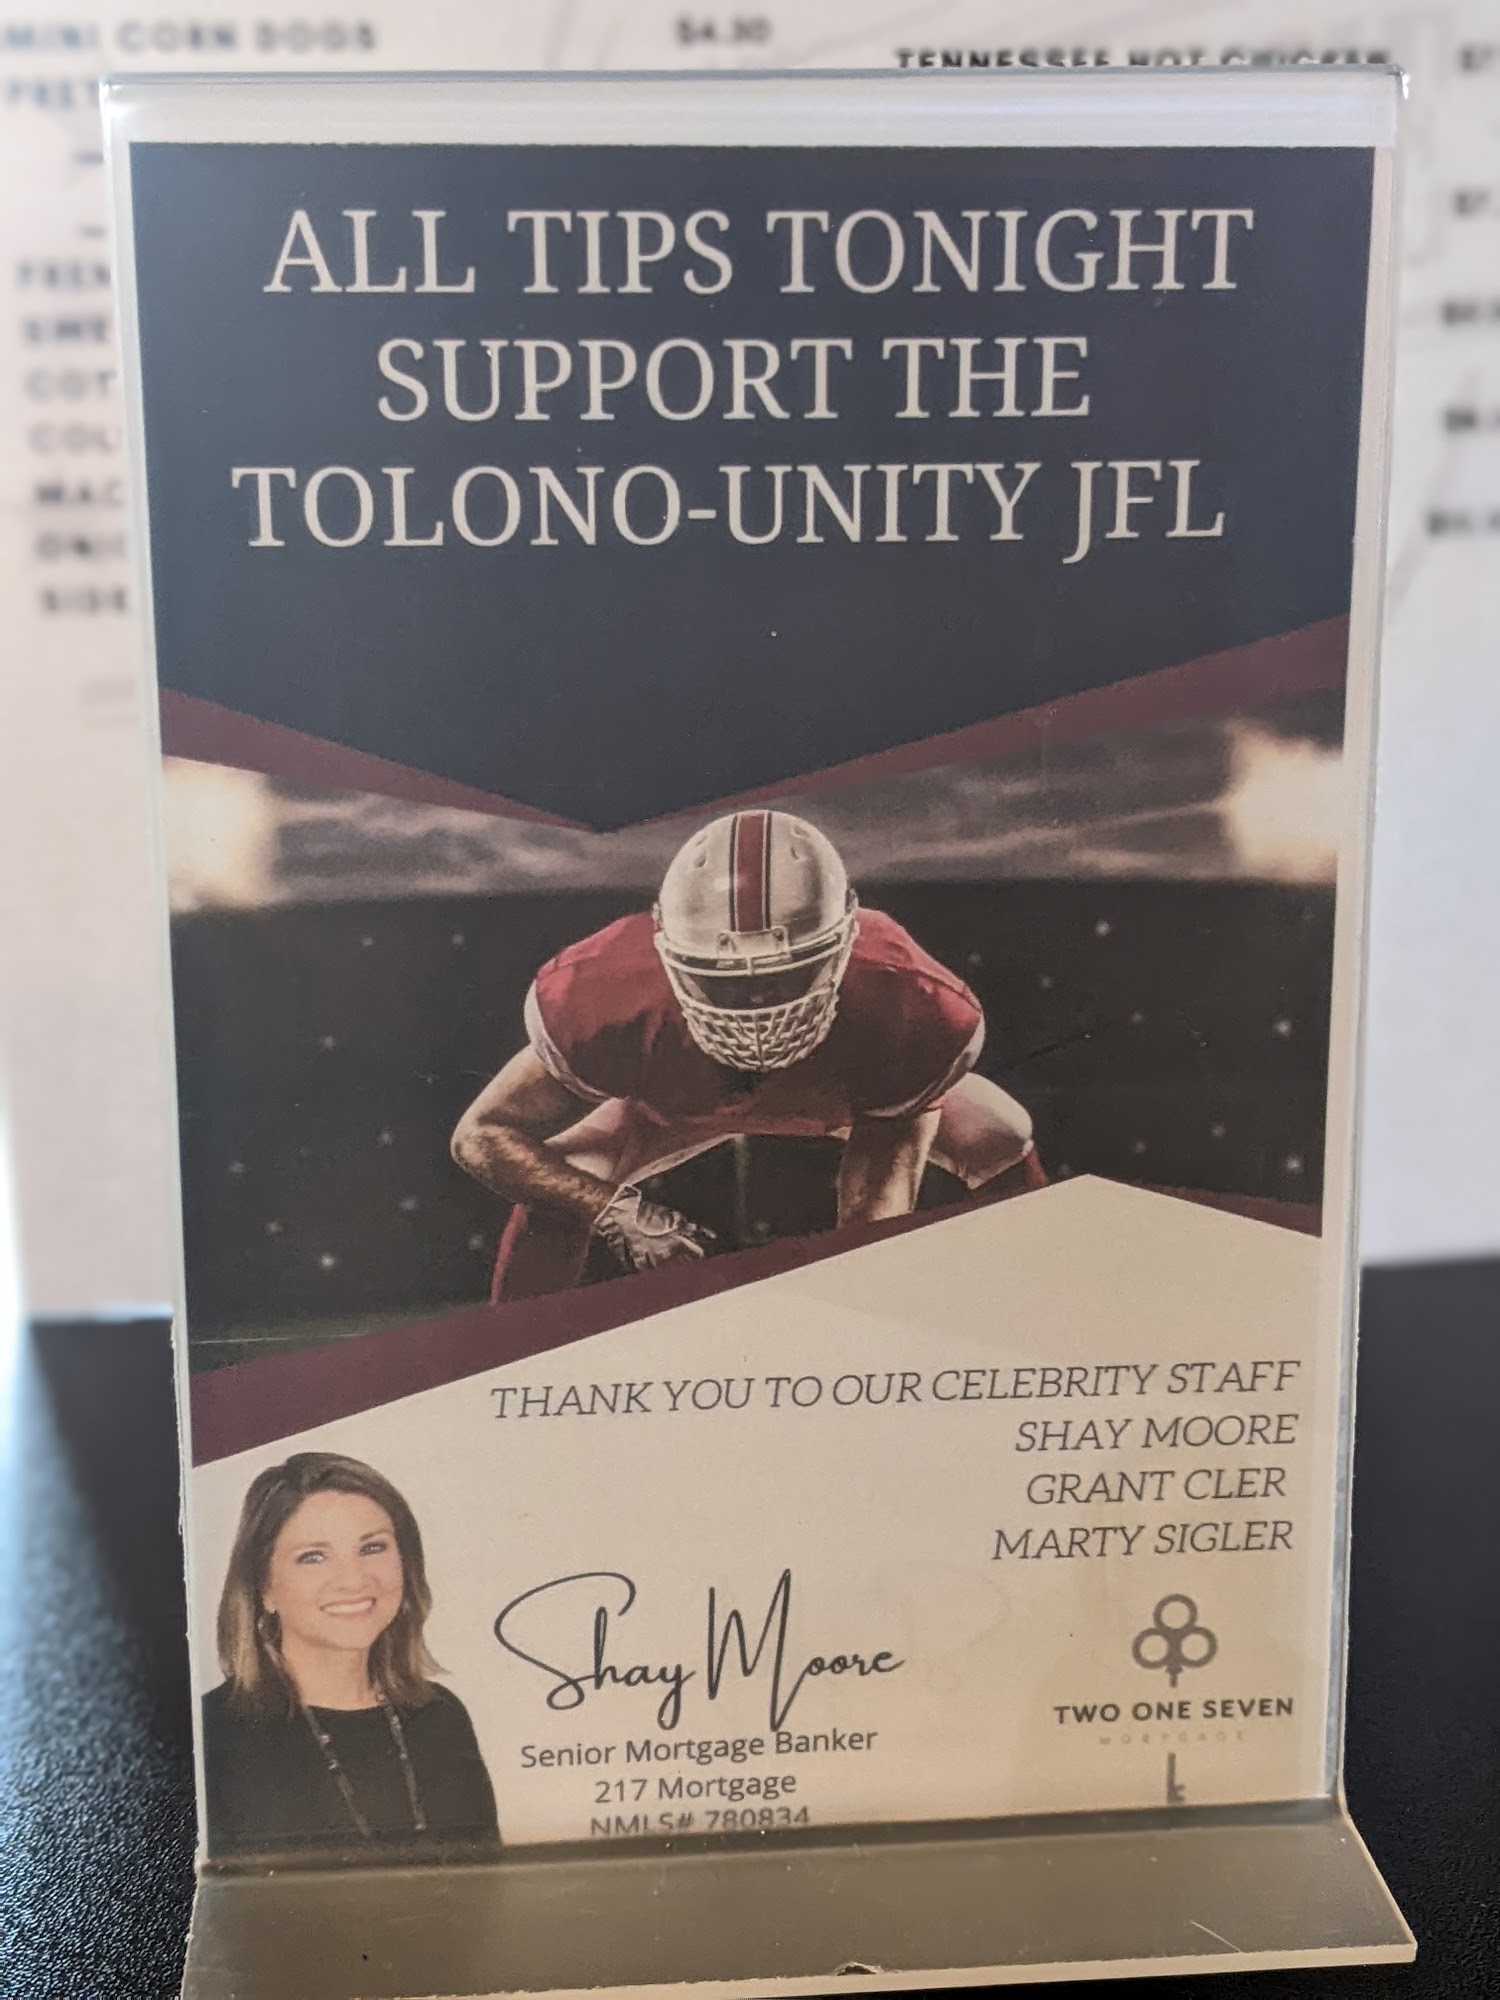 MINI CORN DOGS $4.50
TENNESSEE HOT CHICKEN
ALL TIPS TONIGHT
SUPPORT THE
TOLONO-UNITY JFL
THANK YOU TO OUR CELEBRITY STAFF
SHAY MOORE
GRANT CLER
MARTY SIGLER
Shay Moore
Senior Mortgage Banker
217 Mortgage
NMLS# 780834
TWO ONE SEVEN
MORTGAGE